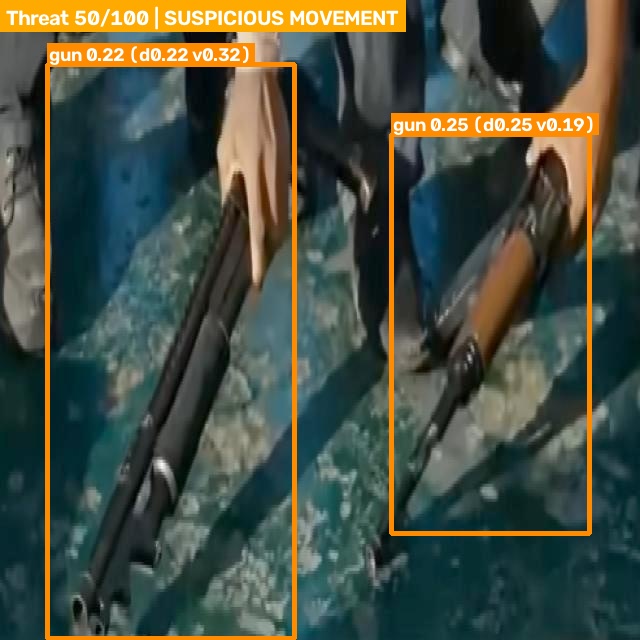 Threat 50/100 | SUSPICIOUS MOVEMENT
gun 0.22 (d0.22 v0.32)
gun 0.25 (d0.25 v0.19)